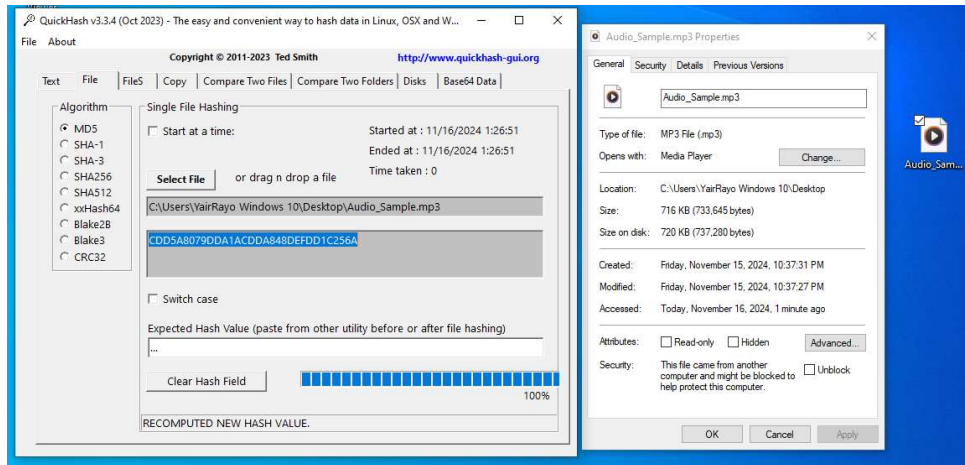 QuickHash v3.3.4 (Oct 2023) - The easy and convenient way to hash data in Linux, OSX and W...
File About
Copyright © 2011-2023 Ted Smith http://www.quickhash-gui.org
Text File FileS Copy Compare Two Files Compare Two Folders Disks Base64 Data
Algorithm
MD5
SHA-1
SHA-3
SHA256
SHA512
xxHash64
Blake2B
Blake3
CRC32
Single File Hashing
Start at a time:
Started at : 11/16/2024 1:26:51
Ended at : 11/16/2024 1:26:51
Select File or drag n drop a file Time taken : 0
C:\Users\YairRayo Windows 10\Desktop\Audio_Sample.mp3
CDD5A8079DDA1ACDDA848DEFDD1C256A
Switch case
Expected Hash Value (paste from other utility before or after file hashing)
...
Clear Hash Field
100%
RECOMPUTED NEW HASH VALUE.
Audio_Sample.mp3 Properties
General Security Details Previous Versions
Audio_Sample.mp3
Type of file: MP3 File (.mp3)
Opens with: Media Player Change...
Location: C:\Users\YairRayo Windows 10\Desktop
Size: 716 KB (733,645 bytes)
Size on disk: 720 KB (737,280 bytes)
Created: Friday, November 15, 2024, 10:37:31 PM
Modified: Friday, November 15, 2024, 10:37:27 PM
Accessed: Today, November 16, 2024, 1 minute ago
Attributes: Read-only Hidden Advanced...
Security: This file came from another
computer and might be blocked to
help protect this computer.
Unblock
OK Cancel Apply
Audio_Sam...